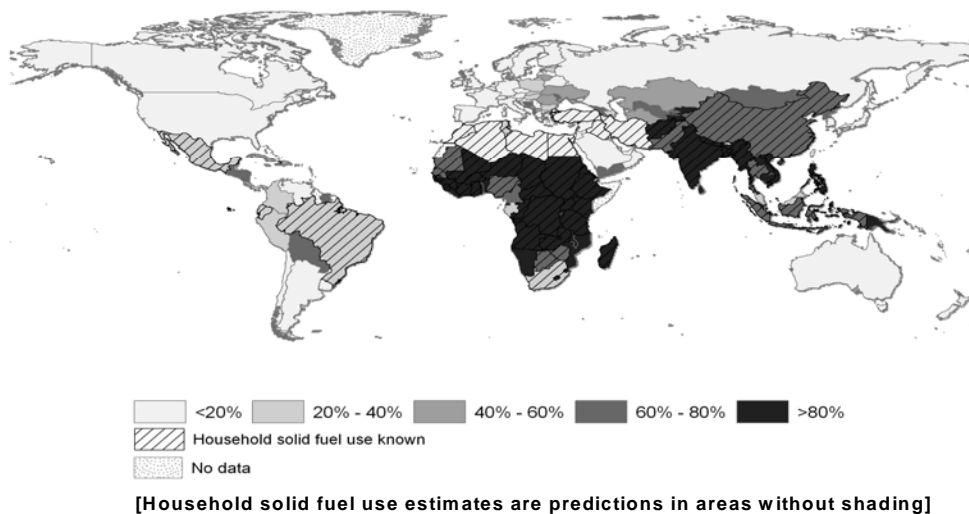 <20% 20% - 40% 40% - 60% 60% - 80% >80%
Household solid fuel use known
No data
[Household solid fuel use estimates are predictions in areas without shading]